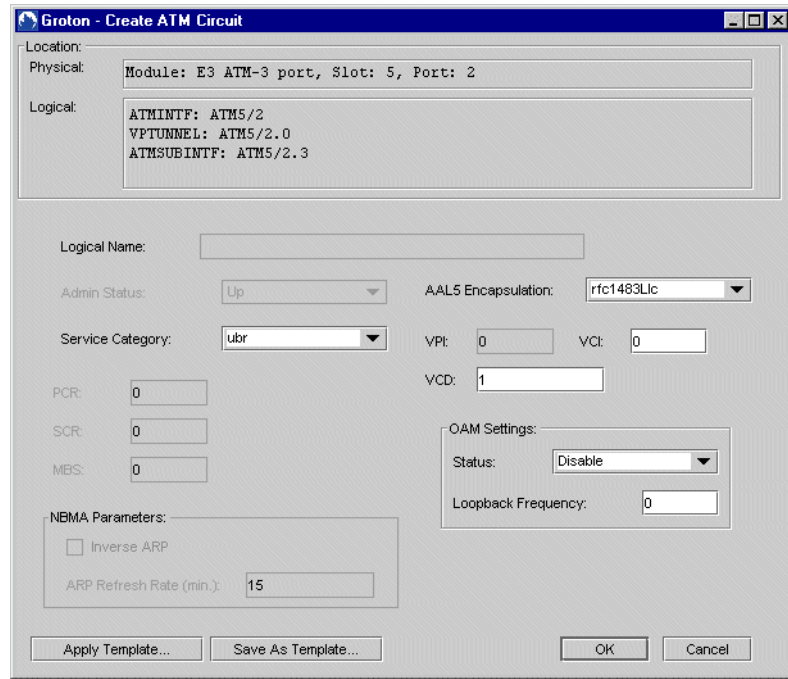 Groton - Create ATM Circuit
Location:
Physical: Module: E3 ATM-3 port, Slot: 5, Port: 2
Logical: ATMINTF: ATM5/2
VPTUNNEL: ATM5/2.0
ATMSUBINTF: ATM5/2.3
Logical Name:
Admin Status: Up AAL5 Encapsulation: rfc1483Llc
Service Category: ubr VPI: 0 VCI: 0
VCD: 1
PCR: 0
SCR: 0 OAM Settings:
MBS: 0 Status: Disable
Loopback Frequency: 0
NBMA Parameters:
Inverse ARP
ARP Refresh Rate (min.): 15
Apply Template... Save As Template... OK Cancel